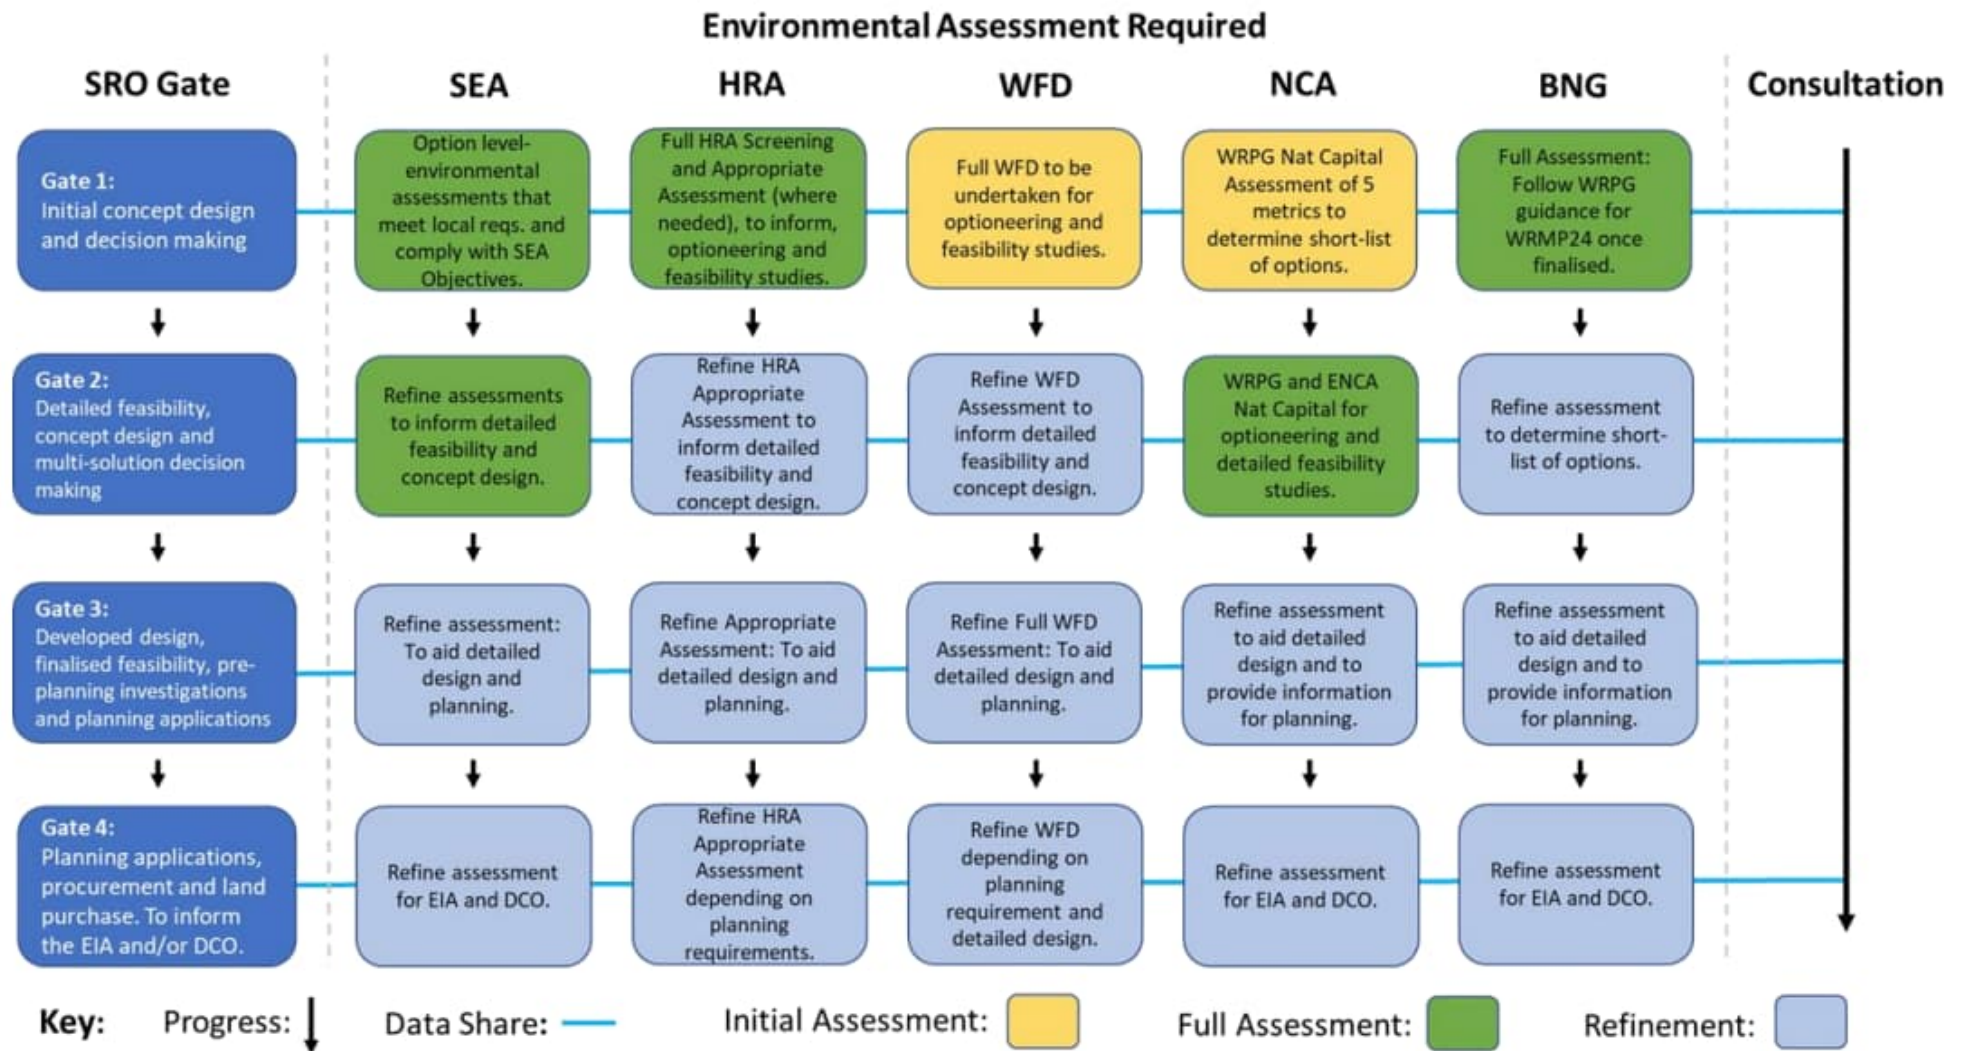 Environmental Assessment Required
SRO Gate
SEA
HRA
WFD
NCA
BNG
Consultation
Gate 1:
Initial concept design
and decision making
Option level-
environmental
assessments that
meet local reqs. and
comply with SEA
Objectives.
Full HRA Screening
and Appropriate
Assessment (where
needed), to inform,
optioneering and
feasibility studies.
Full WFD to be
undertaken for
optioneering and
feasibility studies.
WRPG Nat Capital
Assessment of 5
metrics to
determine short-list
of options.
Full Assessment:
Follow WRPG
guidance for
WRMP24 once
finalised.
Gate 2:
Detailed feasibility,
concept design and
multi-solution decision
making
Refine assessments
to inform detailed
feasibility and
concept design.
Refine HRA
Appropriate
Assessment to
inform detailed
feasibility and
concept design.
Refine WFD
Assessment to
inform detailed
feasibility and
concept design.
WRPG and ENCA
Nat Capital for
optioneering and
detailed feasibility
studies.
Refine assessment
to determine short-
list of options.
Gate 3:
Developed design,
finalised feasibility, pre-
planning investigations
and planning applications
Refine assessment:
To aid detailed
design and
planning.
Refine Appropriate
Assessment: To aid
detailed design and
planning.
Refine Full WFD
Assessment: To aid
detailed design and
planning.
Refine assessment
to aid detailed
design and to
provide information
for planning.
Refine assessment
to aid detailed
design and to
provide information
for planning.
Gate 4:
Planning applications,
procurement and land
purchase. To inform
the EIA and/or DCO.
Refine assessment
for EIA and DCO.
Refine HRA
Appropriate
Assessment
depending on
planning
requirements.
Refine WFD
depending on
planning
requirement and
detailed design.
Refine assessment
for EIA and DCO.
Refine assessment
for EIA and DCO.
Key:
Progress:
Data Share:
Initial Assessment:
Full Assessment:
Refinement: